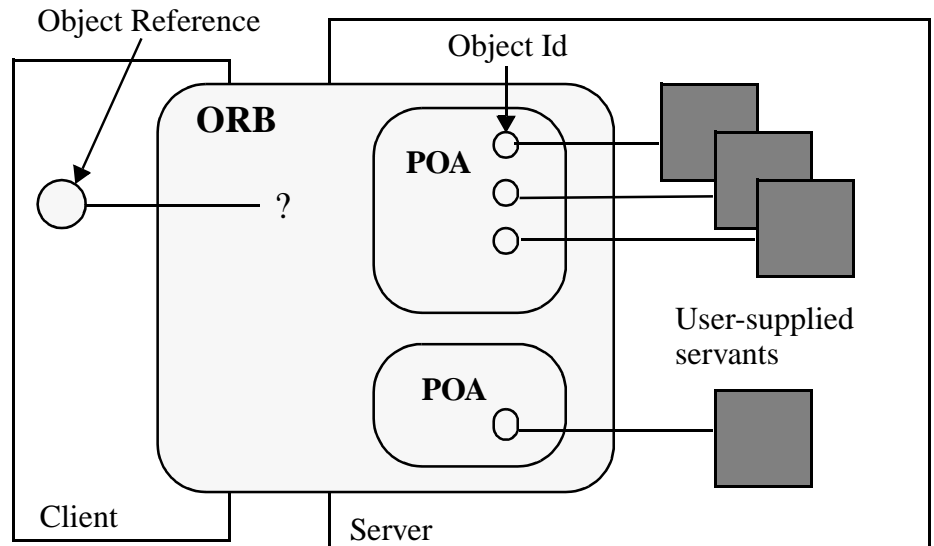 Object Reference
Object Id
ORB
POA
?
User-supplied
servants
POA
Client
Server